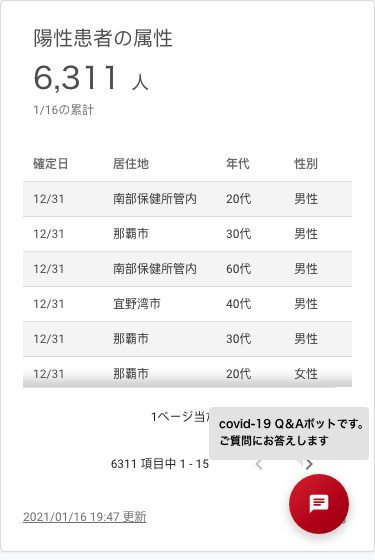 陽性患者の属性
6,311 人
1/16の累計
確定日 居住地 年代 性別
12/31 南部保健所管内 20代 男性
12/31 那覇市 30代 男性
12/31 南部保健所管内 60代 男性
12/31 宜野湾市 40代 男性
12/31 那覇市 30代 男性
12/31 那覇市 20代 女性
1ページ当
covid-19 Q&Aボットです。
ご質問にお答えします
6311 項目中 1 - 15
2021/01/16 19:47 更新